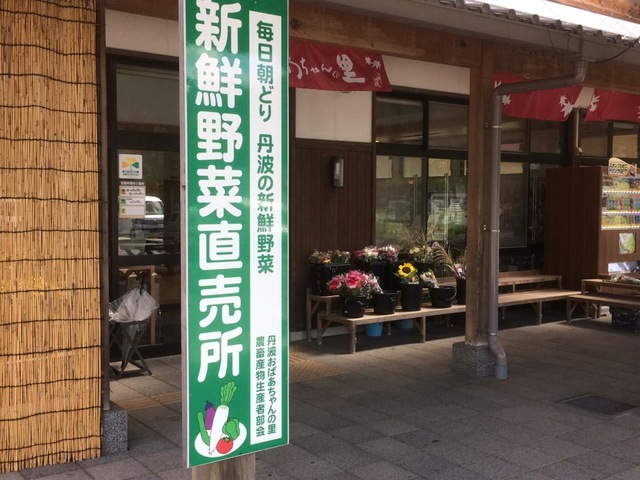 毎日朝どり 丹波の新鮮野菜
新鮮野菜直売所
丹波おばあちゃんの里
農畜産物生産者部会
ちゃんの里